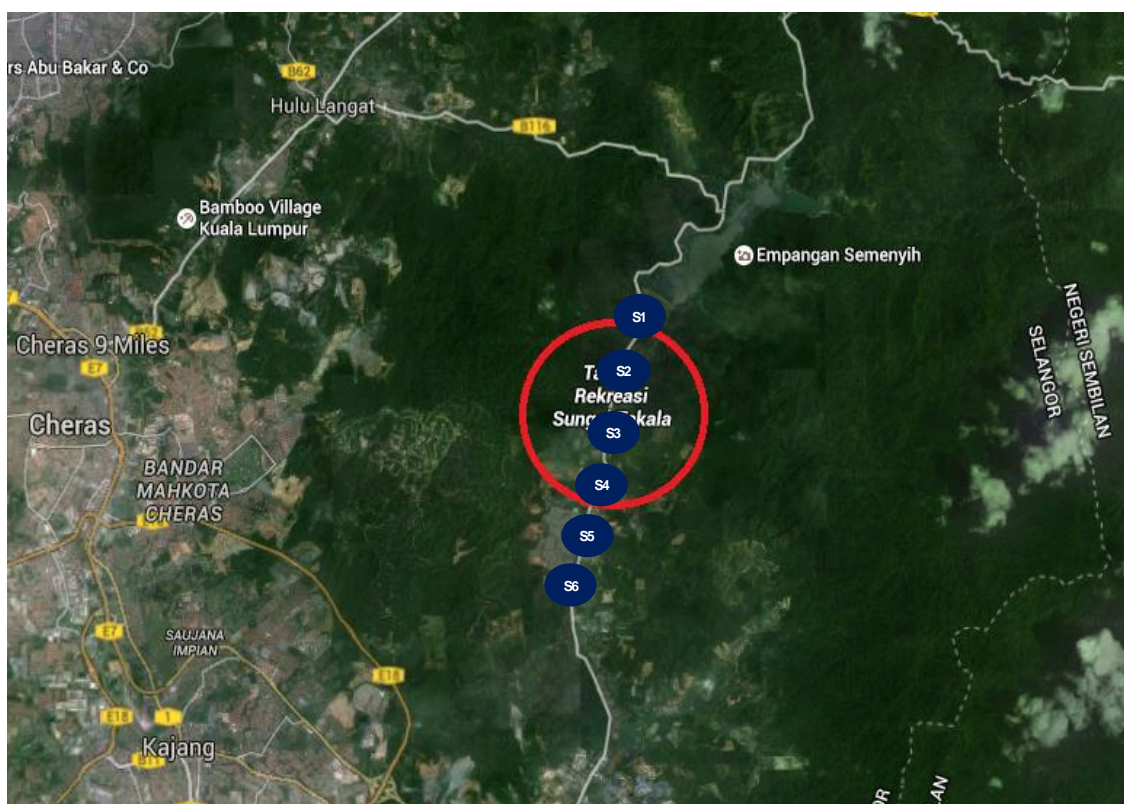 rs Abu Bakar & Co
B62
Hulu Langat
B116
Bamboo Village
Kuala Lumpur
Empangan Semenyih
NEGERI SEMBILAN
SELANGOR
S1
B52
Cheras 9 Miles
E7
S2
Rekreasi
S3
Cheras
BANDAR
MAHKOTA
CHERAS
S4
S5
S6
E7
SAUJANA
IMPIAN
E18
E18
1
Kajang
B11